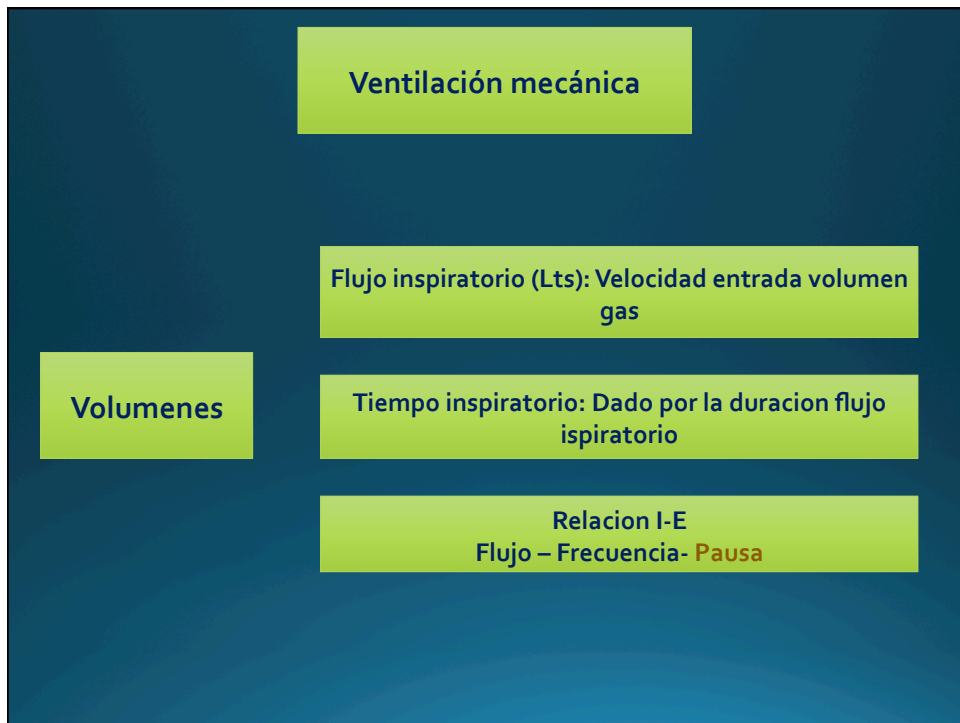 Ventilación mecánica
Flujo inspiratorio (Lts): Velocidad entrada volumen
gas
Volumenes
Tiempo inspiratorio: Dado por la duracion flujo
ispiratorio
Relacion I-E
Flujo – Frecuencia- Pausa